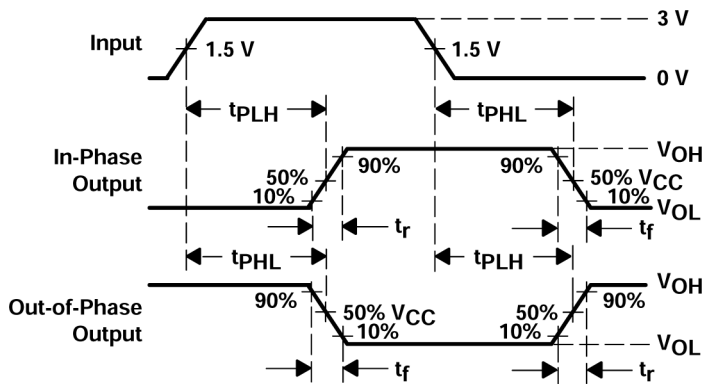 3 V
Input
1.5 V
1.5 V
0 V
tPLH
tPHL
In-Phase
Output
VOH
90%
90%
50%
50% VCC
10%
10%
VOL
tr
tf
tPHL
tPLH
Out-of-Phase
Output
VOH
90%
90%
50% VCC
50%
10%
10%
VOL
tf
tr